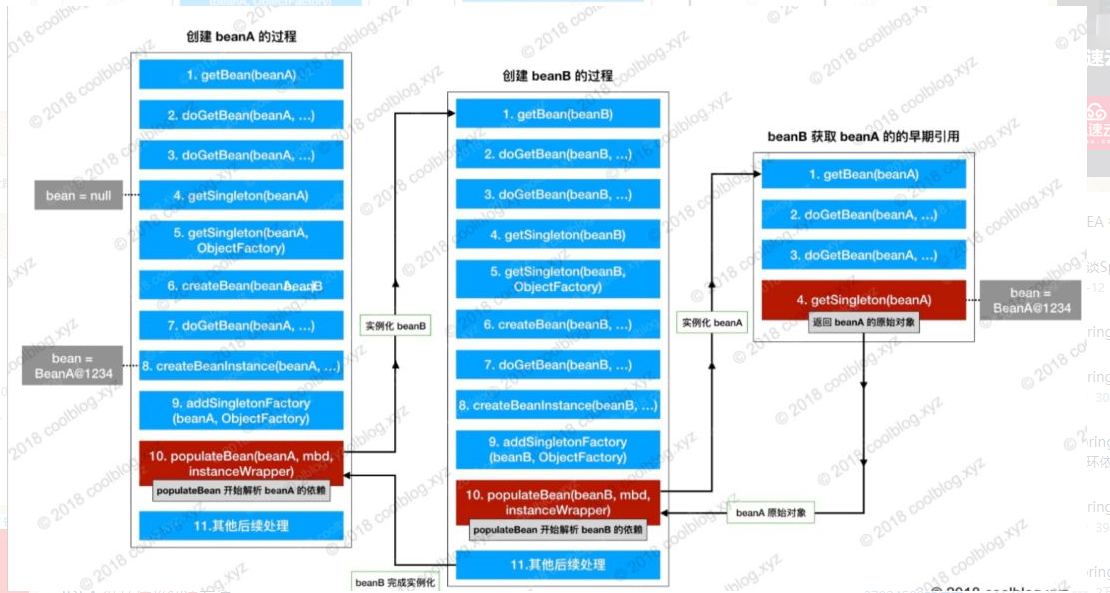 创建 beanA 的过程
1. getBean(beanA)
2. doGetBean(beanA, ...)
3. doGetBean(beanA, ...)
bean = null
4. getSingleton(beanA)
5. getSingleton(beanA,
ObjectFactory)
6. createBean(beanA, ...)
7. doGetBean(beanA, ...)
bean =
BeanA@1234
8. createBeanInstance(beanA, ...)
9. addSingletonFactory
(beanA, ObjectFactory)
10. populateBean(beanA, mbd,
instanceWrapper)
populateBean 开始解析 beanA 的依赖
11.其他后续处理
实例化 beanB
创建 beanB 的过程
1. getBean(beanB)
2. doGetBean(beanB, ...)
3. doGetBean(beanB, ...)
4. getSingleton(beanB)
5. getSingleton(beanB,
ObjectFactory)
6. createBean(beanB, ...)
7. doGetBean(beanB, ...)
8. createBeanInstance(beanB, ...)
9. addSingletonFactory
(beanB, ObjectFactory)
10. populateBean(beanB, mbd,
instanceWrapper)
populateBean 开始解析 beanB 的依赖
11.其他后续处理
beanB 完成实例化
实例化 beanA
beanB 获取 beanA 的的早期引用
1. getBean(beanA)
2. doGetBean(beanA, ...)
3. doGetBean(beanA, ...)
4. getSingleton(beanA)
返回 beanA 的原始对象
bean =
BeanA@1234
beanA 原始对象
© 2018 coolblog.xyz